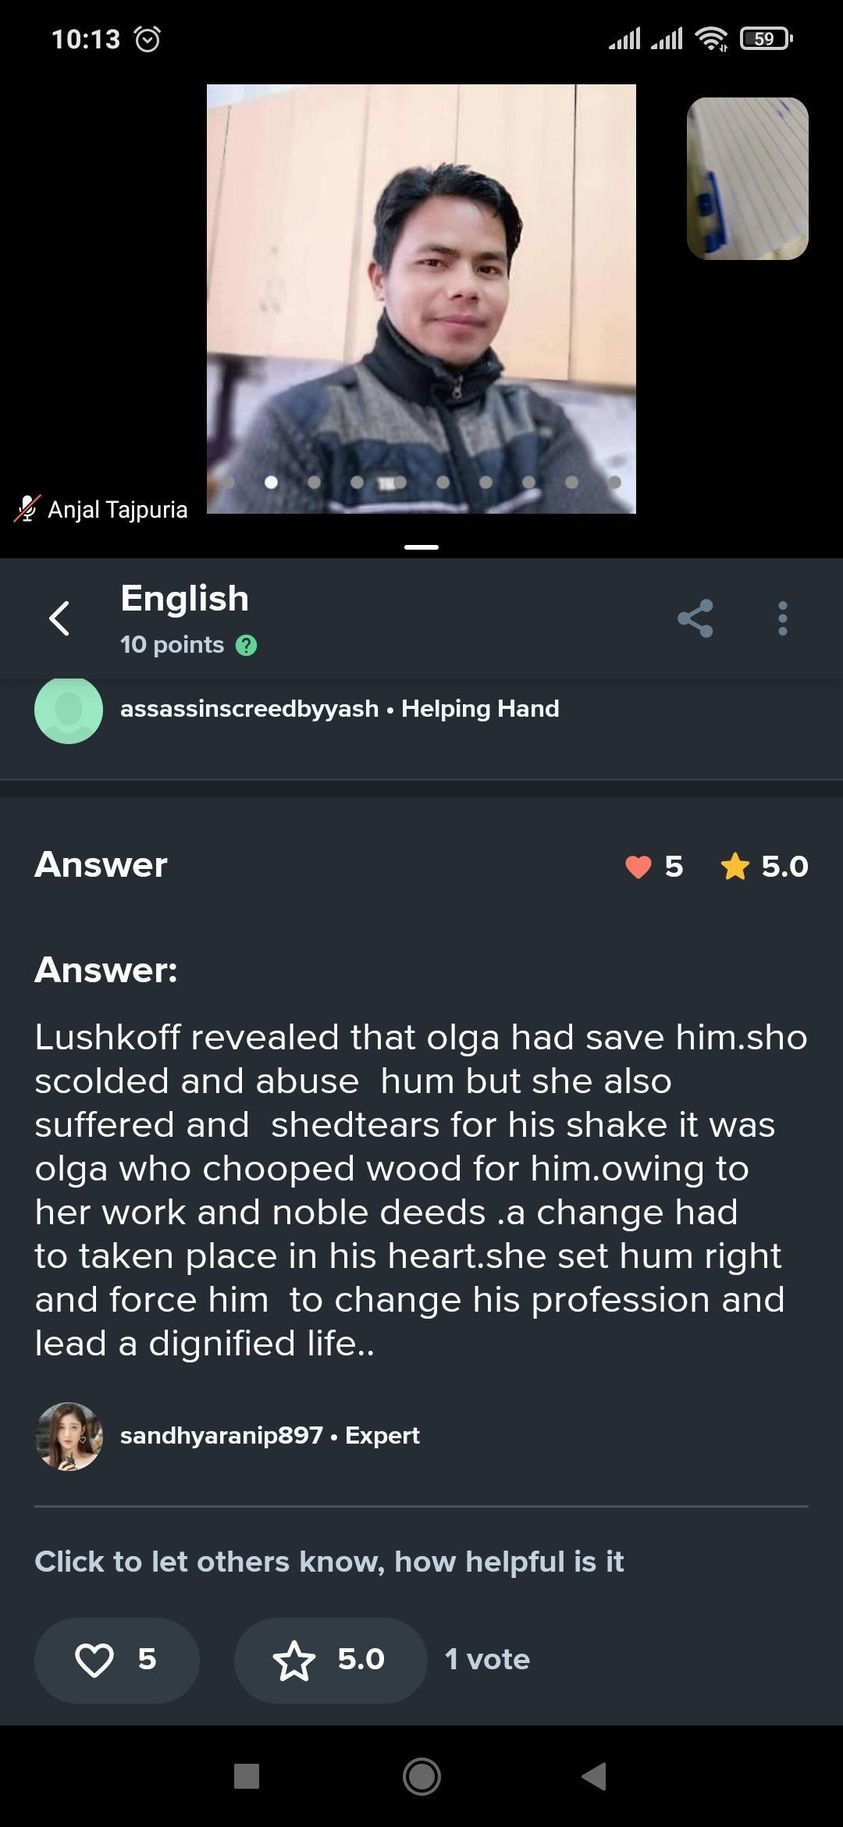 10:13
59
Anjal Tajpuria
English
10 points ?
assassinscreedbyyash • Helping Hand
Answer
5
5.0
Answer:
Lushkoff revealed that olga had save him.sho
scolded and abuse  hum but she also
suffered and  shedtears for his shake it was
olga who chooped wood for him.owing to
her work and noble deeds .a change had
to taken place in his heart.she set hum right
and force him  to change his profession and
lead a dignified life..
sandhyaranip897 • Expert
Click to let others know, how helpful is it
5
5.0
1 vote